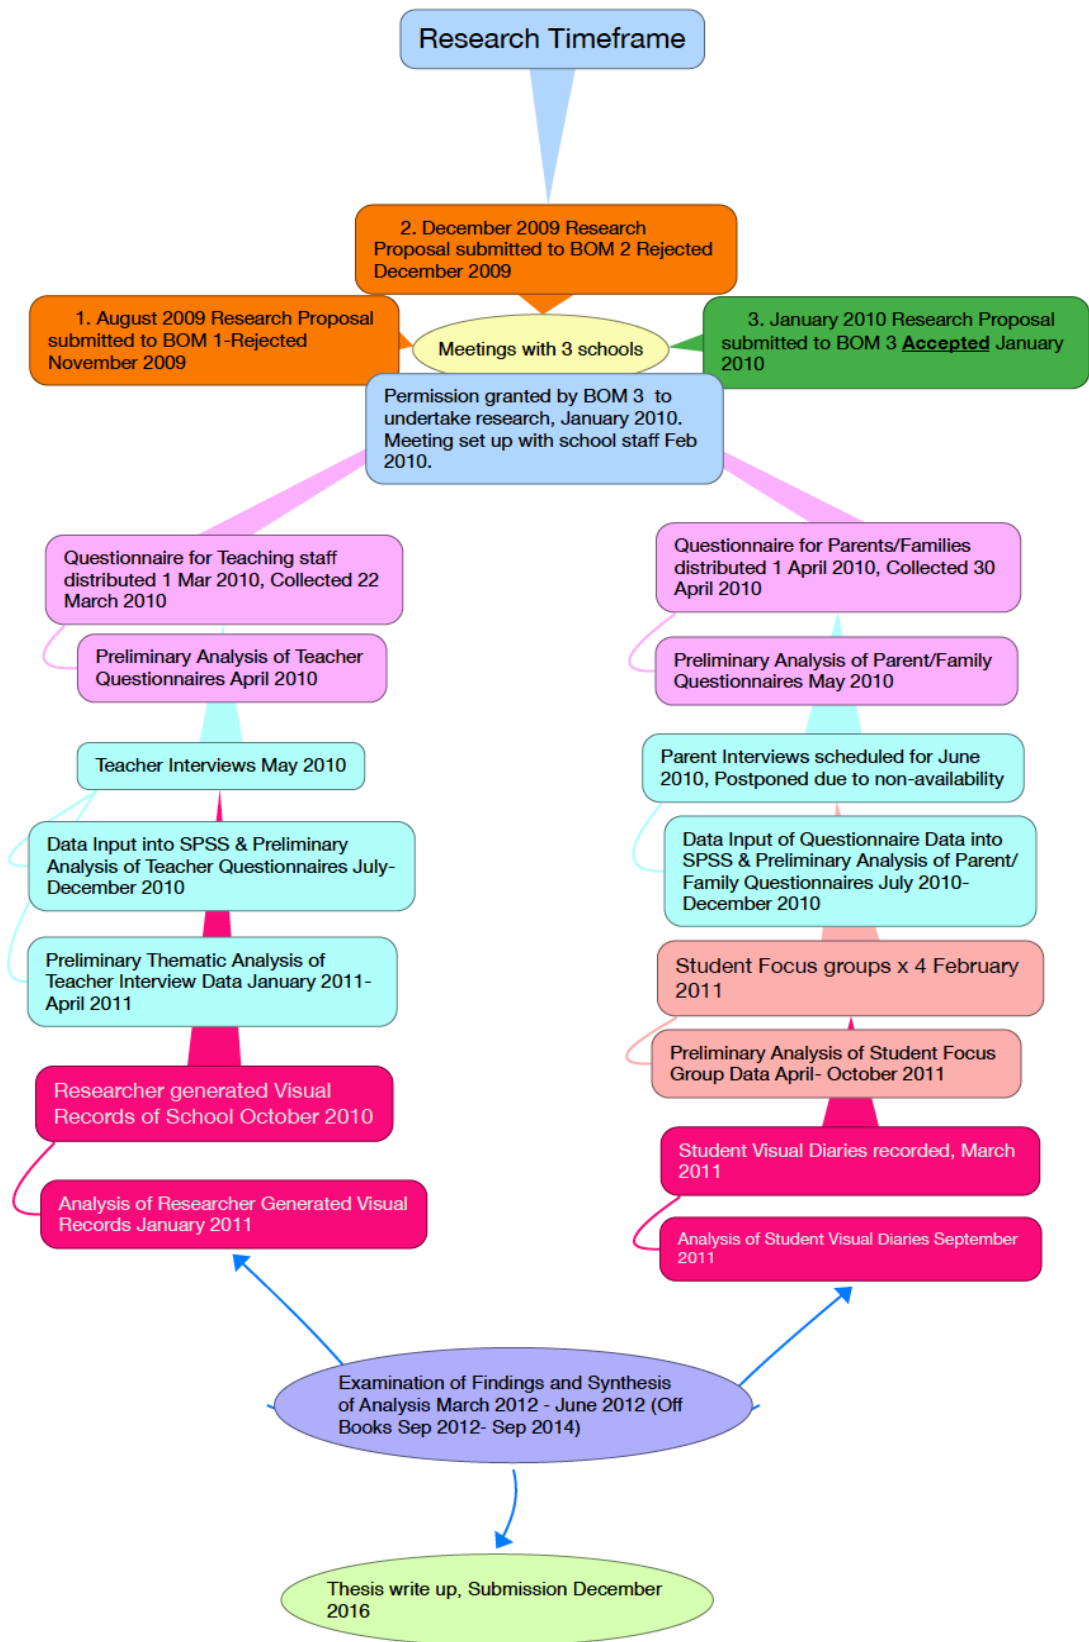 Research Timeframe
2. December 2009 Research
Proposal submitted to BOM 2 Rejected
December 2009
1. August 2009 Research Proposal
submitted to BOM 1-Rejected
November 2009
Meetings with 3 schools
3. January 2010 Research Proposal
submitted to BOM 3 Accepted January
2010
Permission granted by BOM 3 to
undertake research, January 2010.
Meeting set up with school staff Feb
2010.
Questionnaire for Teaching staff
distributed 1 Mar 2010, Collected 22
March 2010
Preliminary Analysis of Teacher
Questionnaires April 2010
Teacher Interviews May 2010
Data Input into SPSS & Preliminary
Analysis of Teacher Questionnaires July-
December 2010
Preliminary Thematic Analysis of
Teacher Interview Data January 2011-
April 2011
Researcher generated Visual
Records of School October 2010
Analysis of Researcher Generated Visual
Records January 2011
Questionnaire for Parents/Families
distributed 1 April 2010, Collected 30
April 2010
Preliminary Analysis of Parent/Family
Questionnaires May 2010
Parent Interviews scheduled for June
2010, Postponed due to non-availability
Data Input of Questionnaire Data into
SPSS & Preliminary Analysis of Parent/
Family Questionnaires July 2010-
December 2010
Student Focus groups x 4 February
2011
Preliminary Analysis of Student Focus
Group Data April- October 2011
Student Visual Diaries recorded, March
2011
Analysis of Student Visual Diaries September
2011
Examination of Findings and Synthesis
of Analysis March 2012 - June 2012 (Off
Books Sep 2012- Sep 2014)
Thesis write up, Submission December
2016